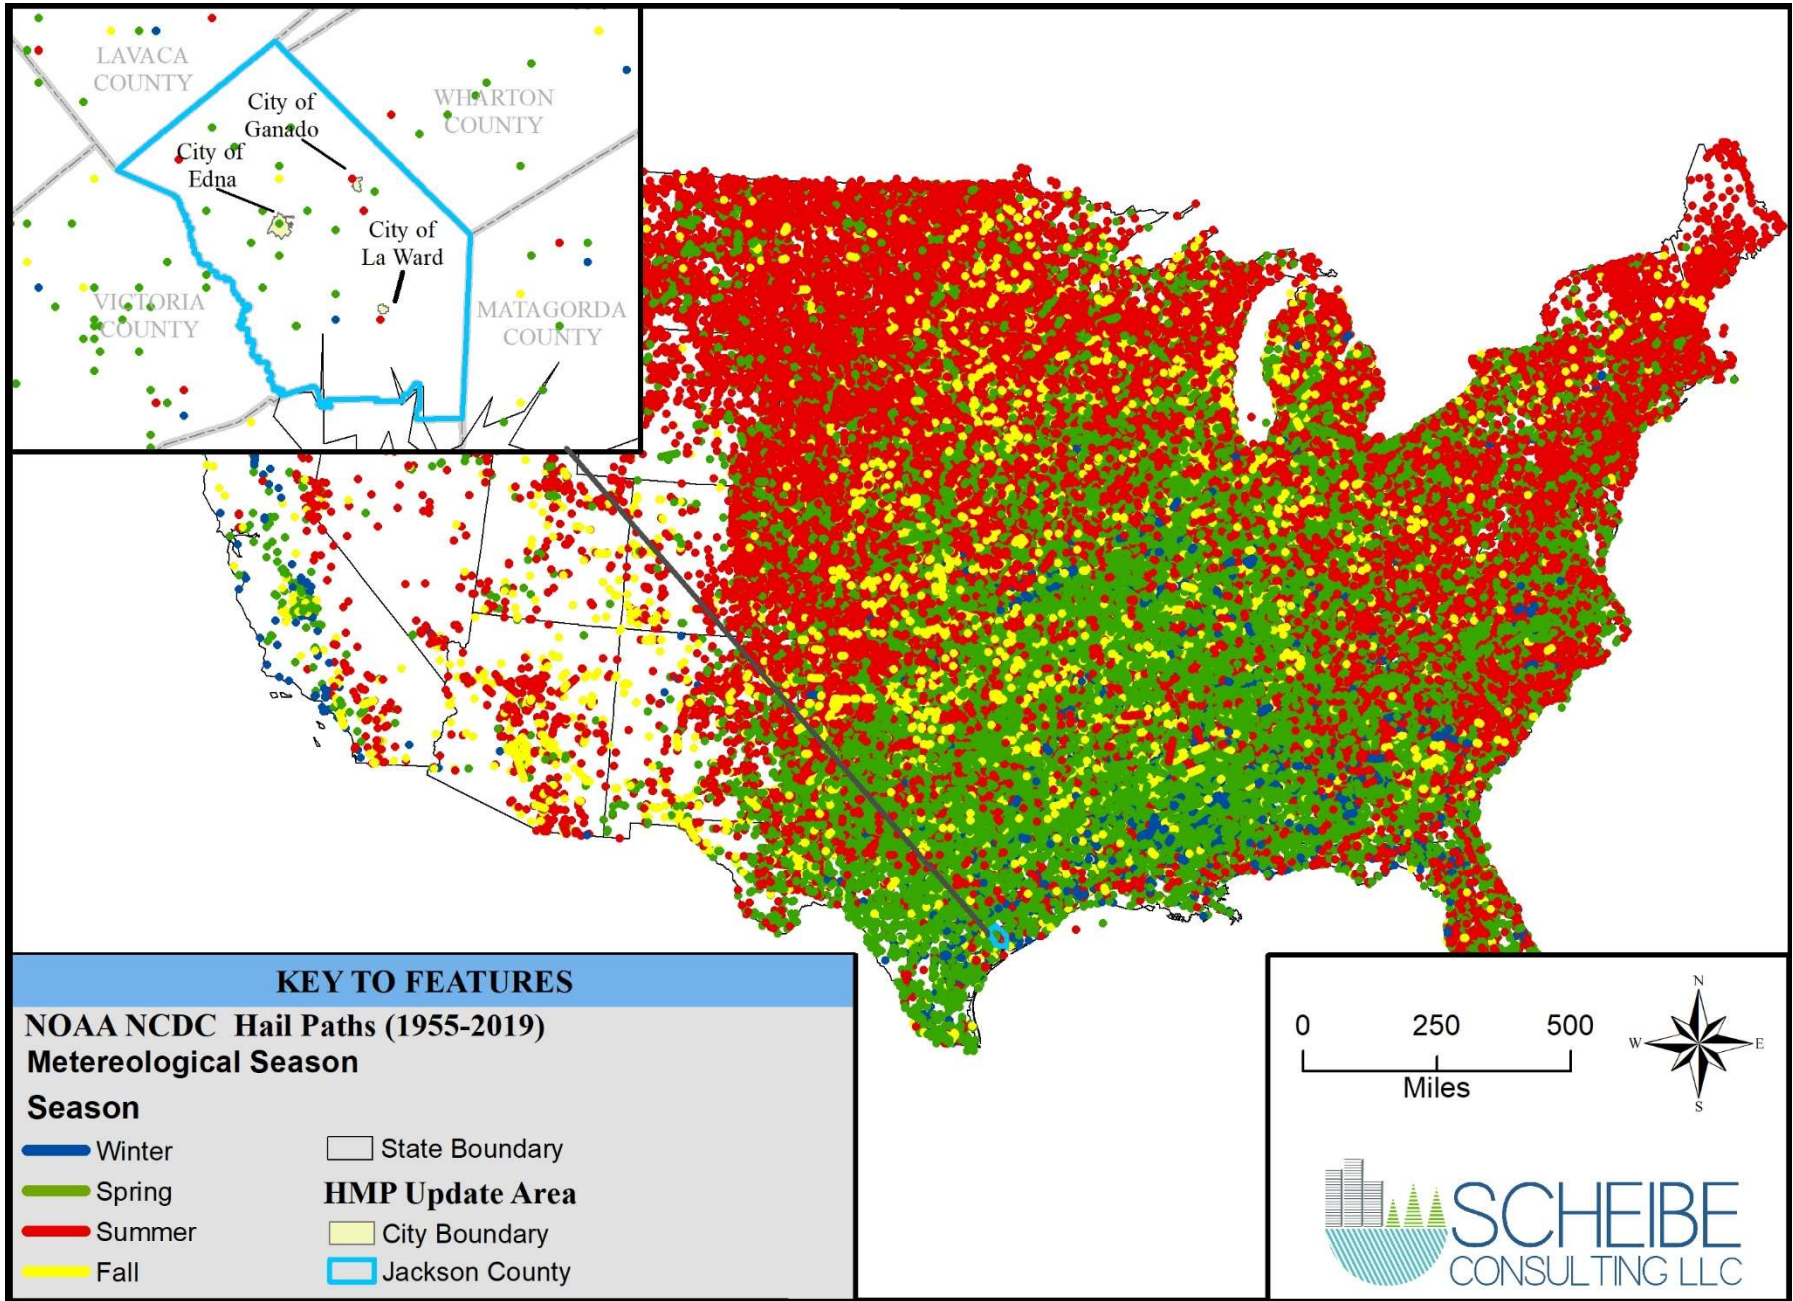 LAVACA
COUNTY
WHARTON
COUNTY
City of
Ganado
City of
Edna
City of
La Ward
VICTORIA
COUNTY
MATAGORDA
COUNTY
KEY TO FEATURES
NOAA NCDC Hail Paths (1955-2019)
Metereological Season
Season
Winter
Spring
Summer
Fall
State Boundary
HMP Update Area
City Boundary
Jackson County
0 250 500
Miles
N
W E
S
SCHEIBE
CONSULTING LLC